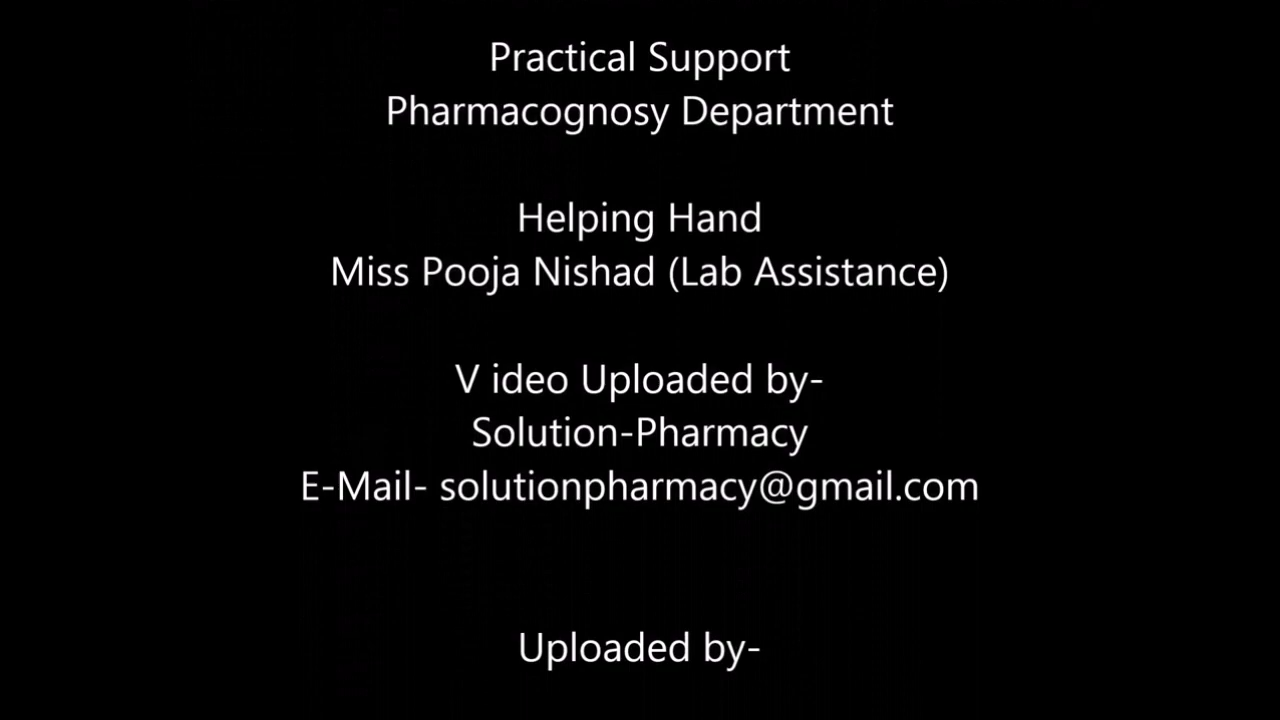 Practical Support
Pharmacognosy Department
Helping Hand
Miss Pooja Nishad (Lab Assistance)
V ideo Uploaded by-
Solution-Pharmacy
E-Mail- solutionpharmacy@gmail.com
Uploaded by-